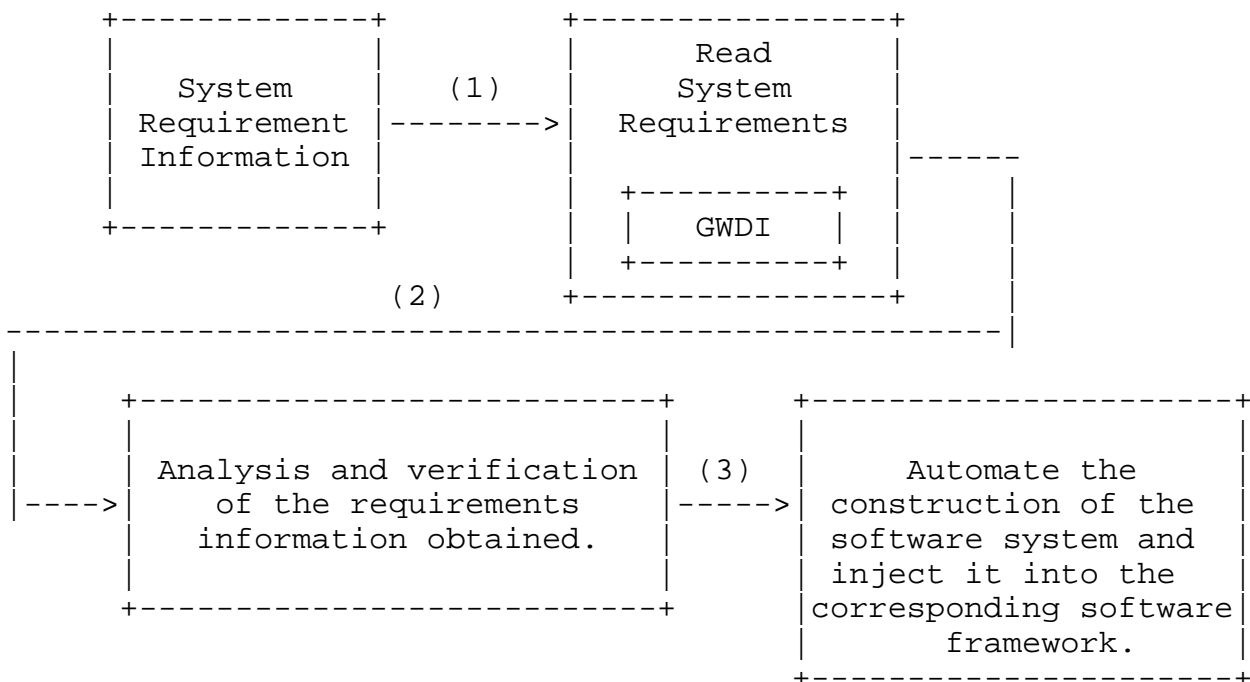 System
Requirement
Information
(1)
Read
System
Requirements
GWDI
(2)
Analysis and verification
of the requirements
information obtained.
(3)
Automate the
construction of the
software system and
inject it into the
corresponding software
framework.